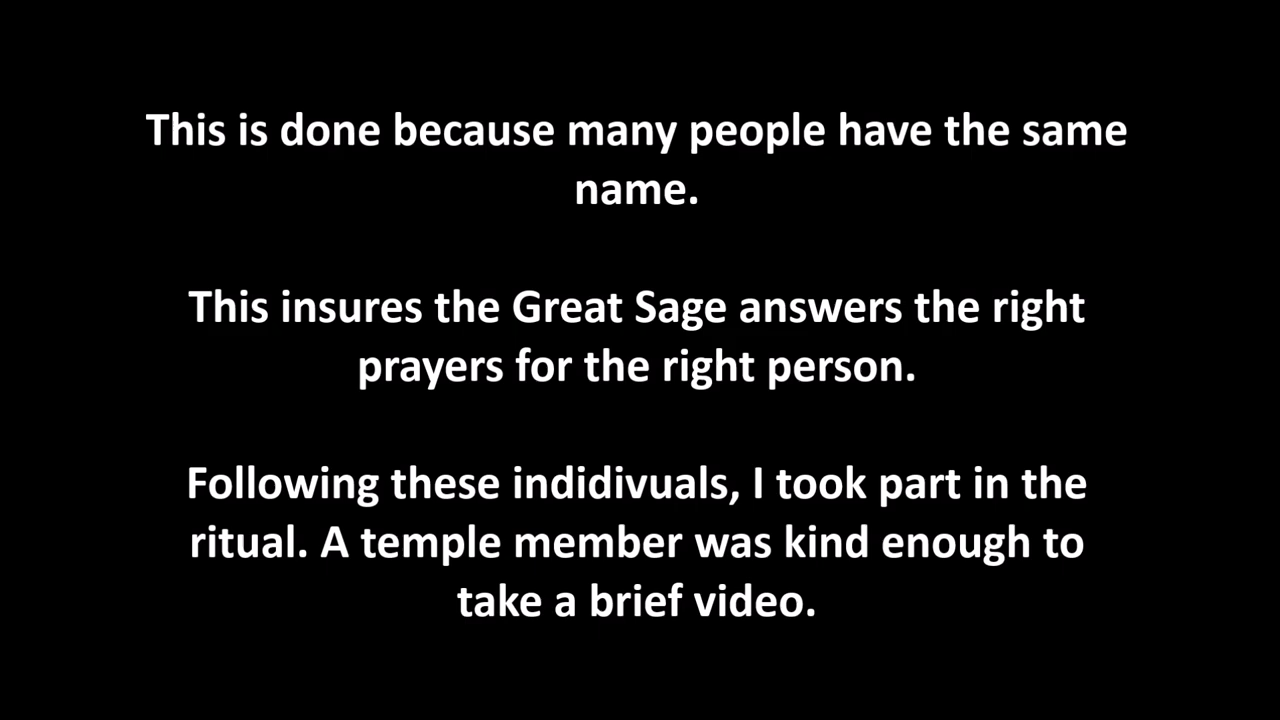 This is done because many people have the same
name.
This insures the Great Sage answers the right
prayers for the right person.
Following these indidivuals, I took part in the
ritual. A temple member was kind enough to
take a brief video.